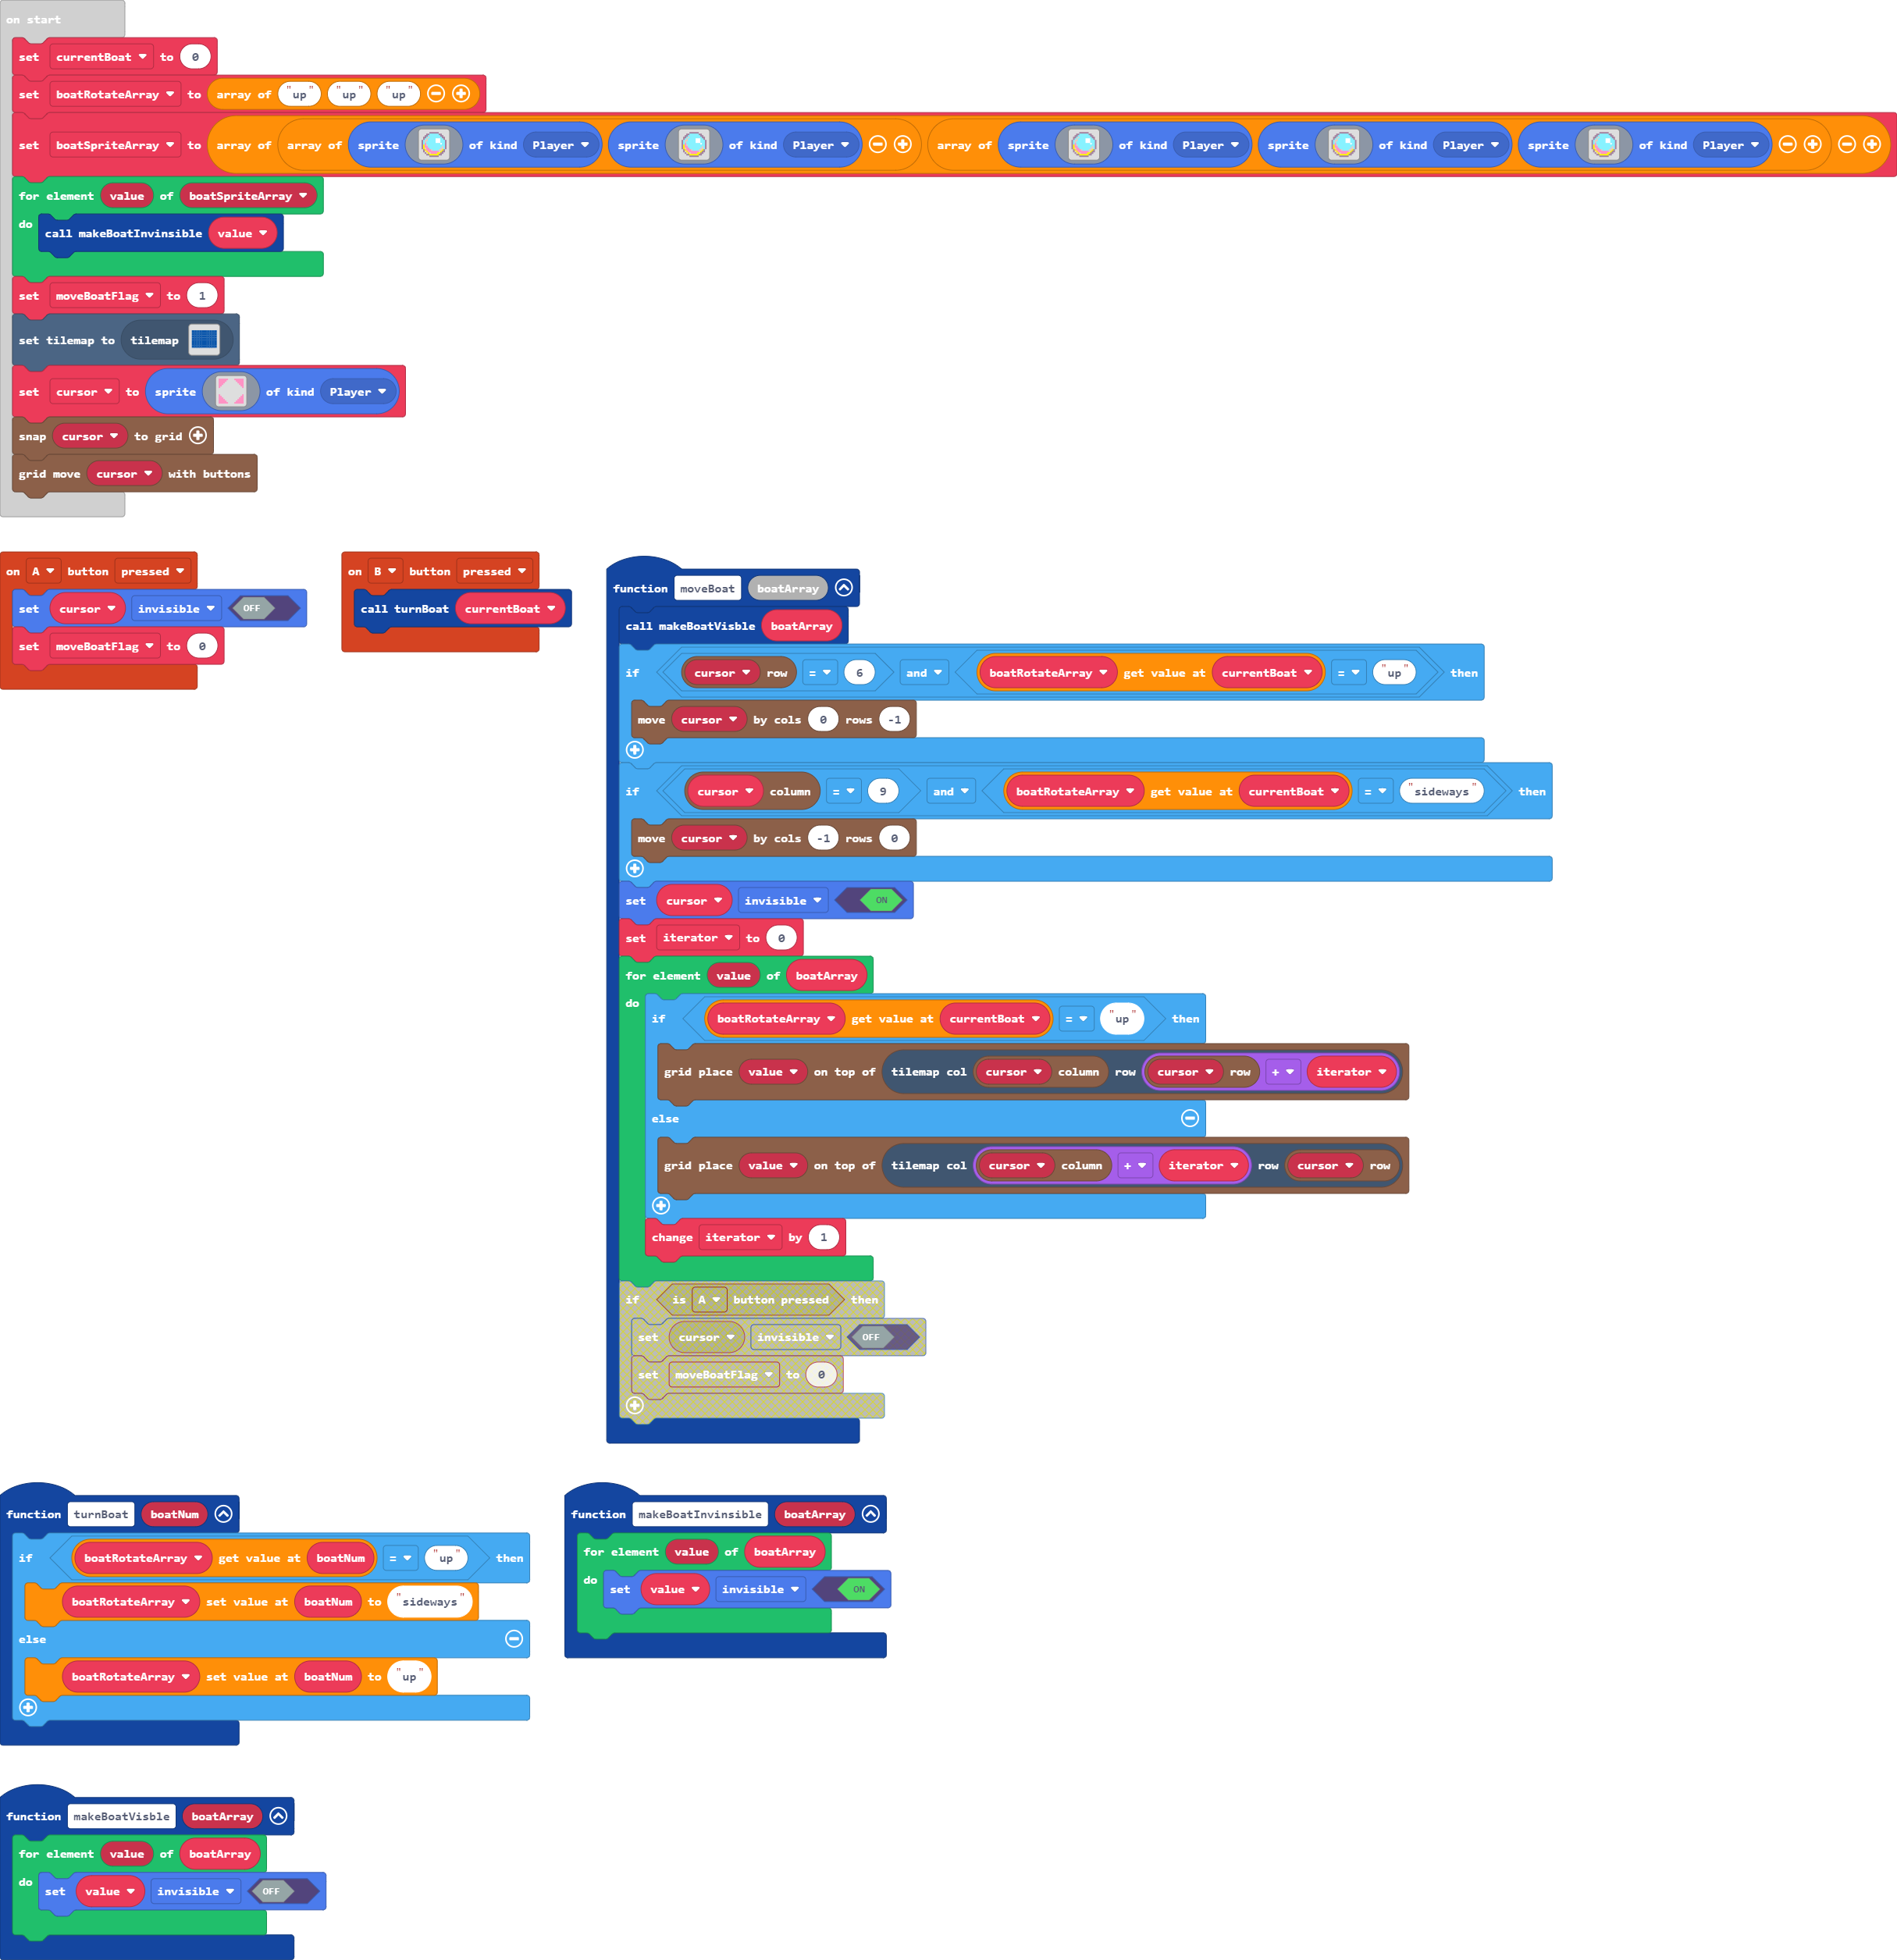 on start
set currentBoat to 0
set boatRotateArray to array of "up" "up" "up"
set boatSpriteArray to array of array of sprite of kind Player sprite of kind Player array of sprite of kind Player sprite of kind Player sprite of kind Player
for element value of boatSpriteArray
do call makeBoatInvinsible value
set moveBoatFlag to 1
set tilemap to tilemap
set cursor to sprite of kind Player
snap cursor to grid
grid move cursor with buttons
on A button pressed
set cursor invisible OFF
set moveBoatFlag to 0
on B button pressed
call turnBoat currentBoat
function moveBoat boatArray
call makeBoatVisble boatArray
if cursor row = 6 and boatRotateArray get value at currentBoat = "up" then
move cursor by cols 0 rows -1
if cursor column = 9 and boatRotateArray get value at currentBoat = "sideways" then
move cursor by cols -1 rows 0
set cursor invisible ON
set iterator to 0
for element value of boatArray
do if boatRotateArray get value at currentBoat = "up" then
grid place value on top of tilemap col cursor column row cursor row + iterator
else
grid place value on top of tilemap col cursor column + iterator row cursor row
change iterator by 1
if is A button pressed then
set cursor invisible OFF
set moveBoatFlag to 0
function turnBoat boatNum
if boatRotateArray get value at boatNum = "up" then
boatRotateArray set value at boatNum to "sideways"
else
boatRotateArray set value at boatNum to "up"
function makeBoatInvinsible boatArray
for element value of boatArray
do set value invisible ON
function makeBoatVisble boatArray
for element value of boatArray
do set value invisible OFF